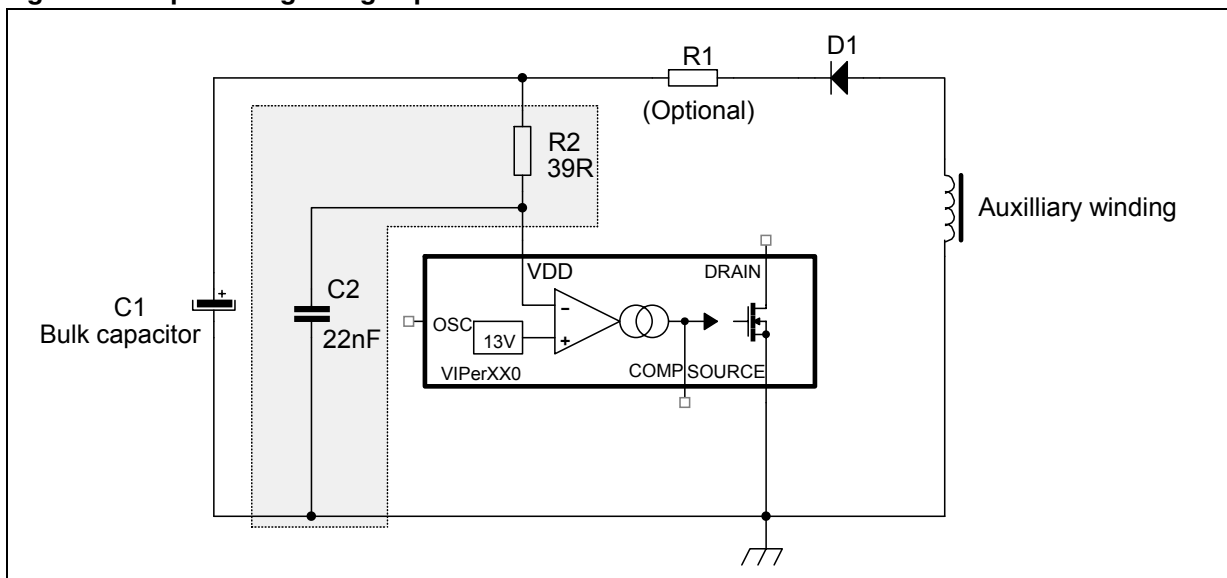 D1
R1
(Optional)
R2
39R
Auxilliary winding
VDD
DRAIN
C2
22nF
C1
Bulk capacitor
+
OSC
13V
−
+
COMP
SOURCE
VIPerXX0